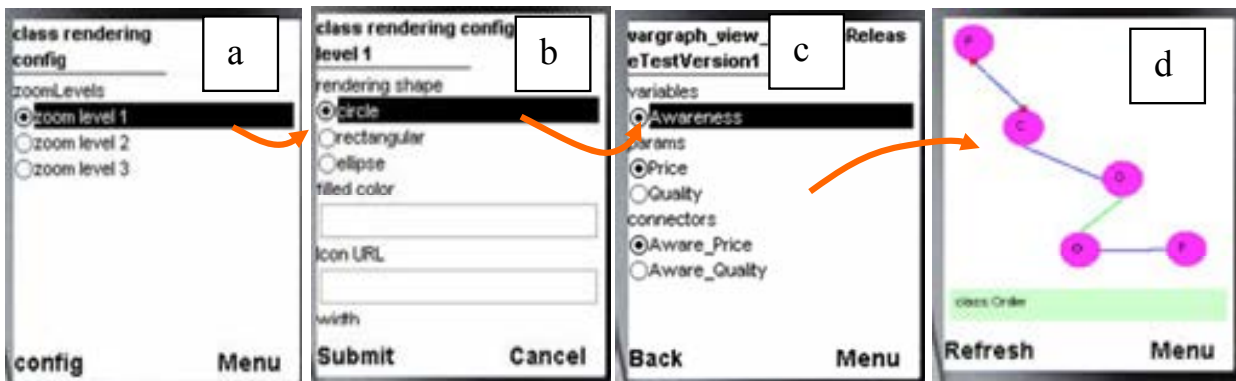 class rendering
config
a
zoomLevels
zoom level 1
zoom level 2
zoom level 3
config Menu
class rendering config
level 1
b
rendering shape
circle
rectangular
ellipse
filled color
Icon URL
width
Submit Cancel
vargraph_view_ Releas
eTestVersion1
c
variables
Awareness
params
Price
Quality
connectors
Aware_Price
Aware_Quality
Back Menu
d
C
class Order
Refresh Menu